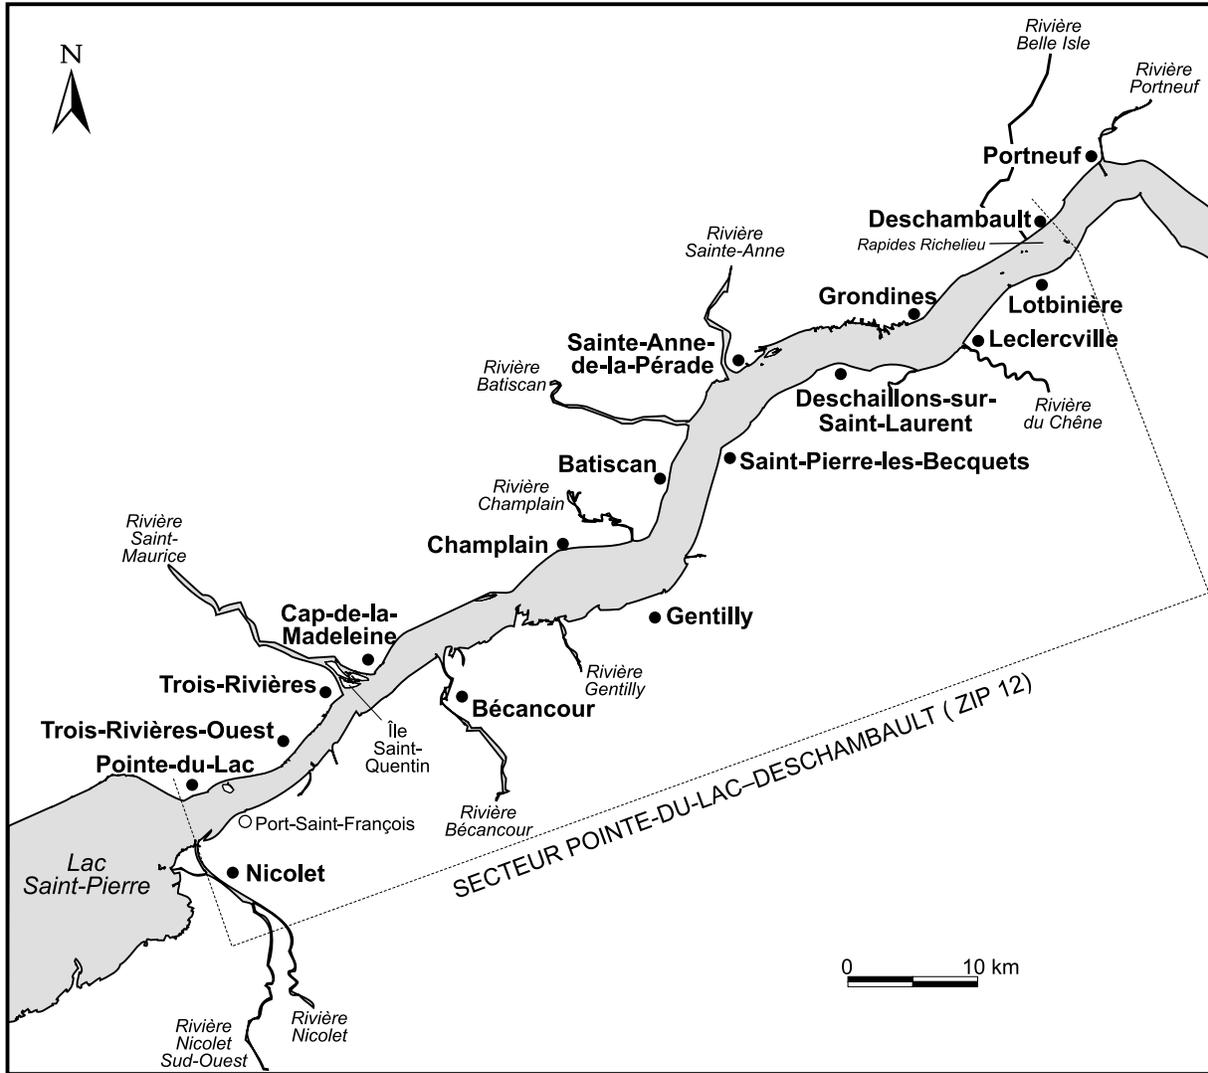 Rivière
Belle Isle
N
Rivière
Portneuf
Portneuf
Deschambault
Rapides Richelieu
Rivière
Sainte-Anne
Lotbinière
Grondines
Leclercville
Sainte-Anne-
de-la-Pérade
Rivière
Batiscan
Deschaillons-sur-
Saint-Laurent
Rivière
du Chêne
Batiscan
Saint-Pierre-les-Becquets
Rivière
Champlain
Rivière
Saint-
Maurice
Champlain
Cap-de-la-
Madeleine
Gentilly
Rivière
Gentilly
Trois-Rivières
Bécancour
Île
Saint-
Quentin
Trois-Rivières-Ouest
Pointe-du-Lac
Rivière
Bécancour
Port-Saint-François
SECTEUR POINTE-DU-LAC–DESCHAMBAULT ( ZIP 12)
Lac
Saint-Pierre
Nicolet
0 10 km
Rivière
Nicolet
Rivière
Nicolet
Sud-Ouest